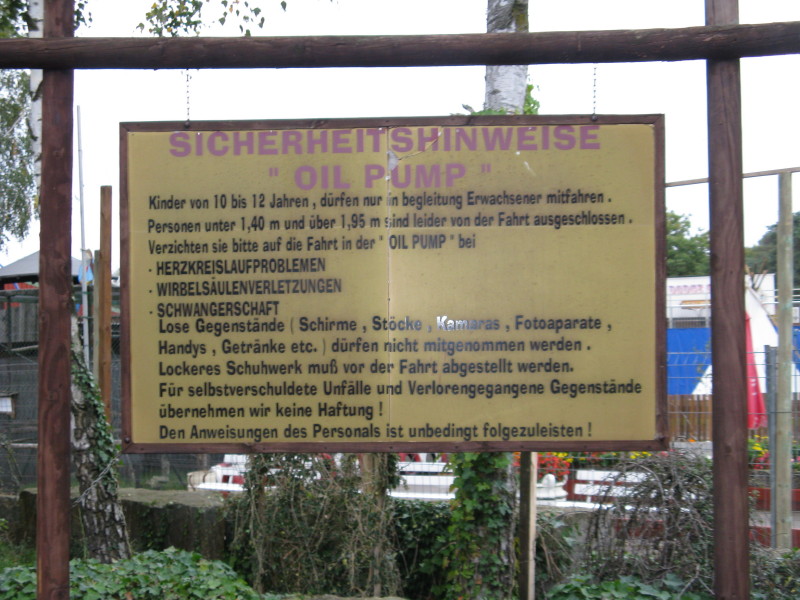 SICHERHEITSHINWEISE
" OIL PUMP "
Kinder von 10 bis 12 Jahren , dürfen nur in begleitung Erwachsener mitfahren .
Personen unter 1,40 m und über 1,95 m sind leider von der Fahrt ausgeschlossen .
Verzichten sie bitte auf die Fahrt in der " OIL PUMP " bei
- HERZKREISLAUFPROBLEMEN
- WIRBELSÄULENVERLETZUNGEN
- SCHWANGERSCHAFT
Lose Gegenstände ( Schirme , Stöcke , Kamaras , Fotoaparate ,
Handys , Getränke etc. ) dürfen nicht mitgenommen werden .
Lockeres Schuhwerk muß vor der Fahrt abgestellt werden.
Für selbstverschuldete Unfälle und Verlorengegangene Gegenstände
übernehmen wir keine Haftung !
Den Anweisungen des Personals ist unbedingt folgezuleisten !